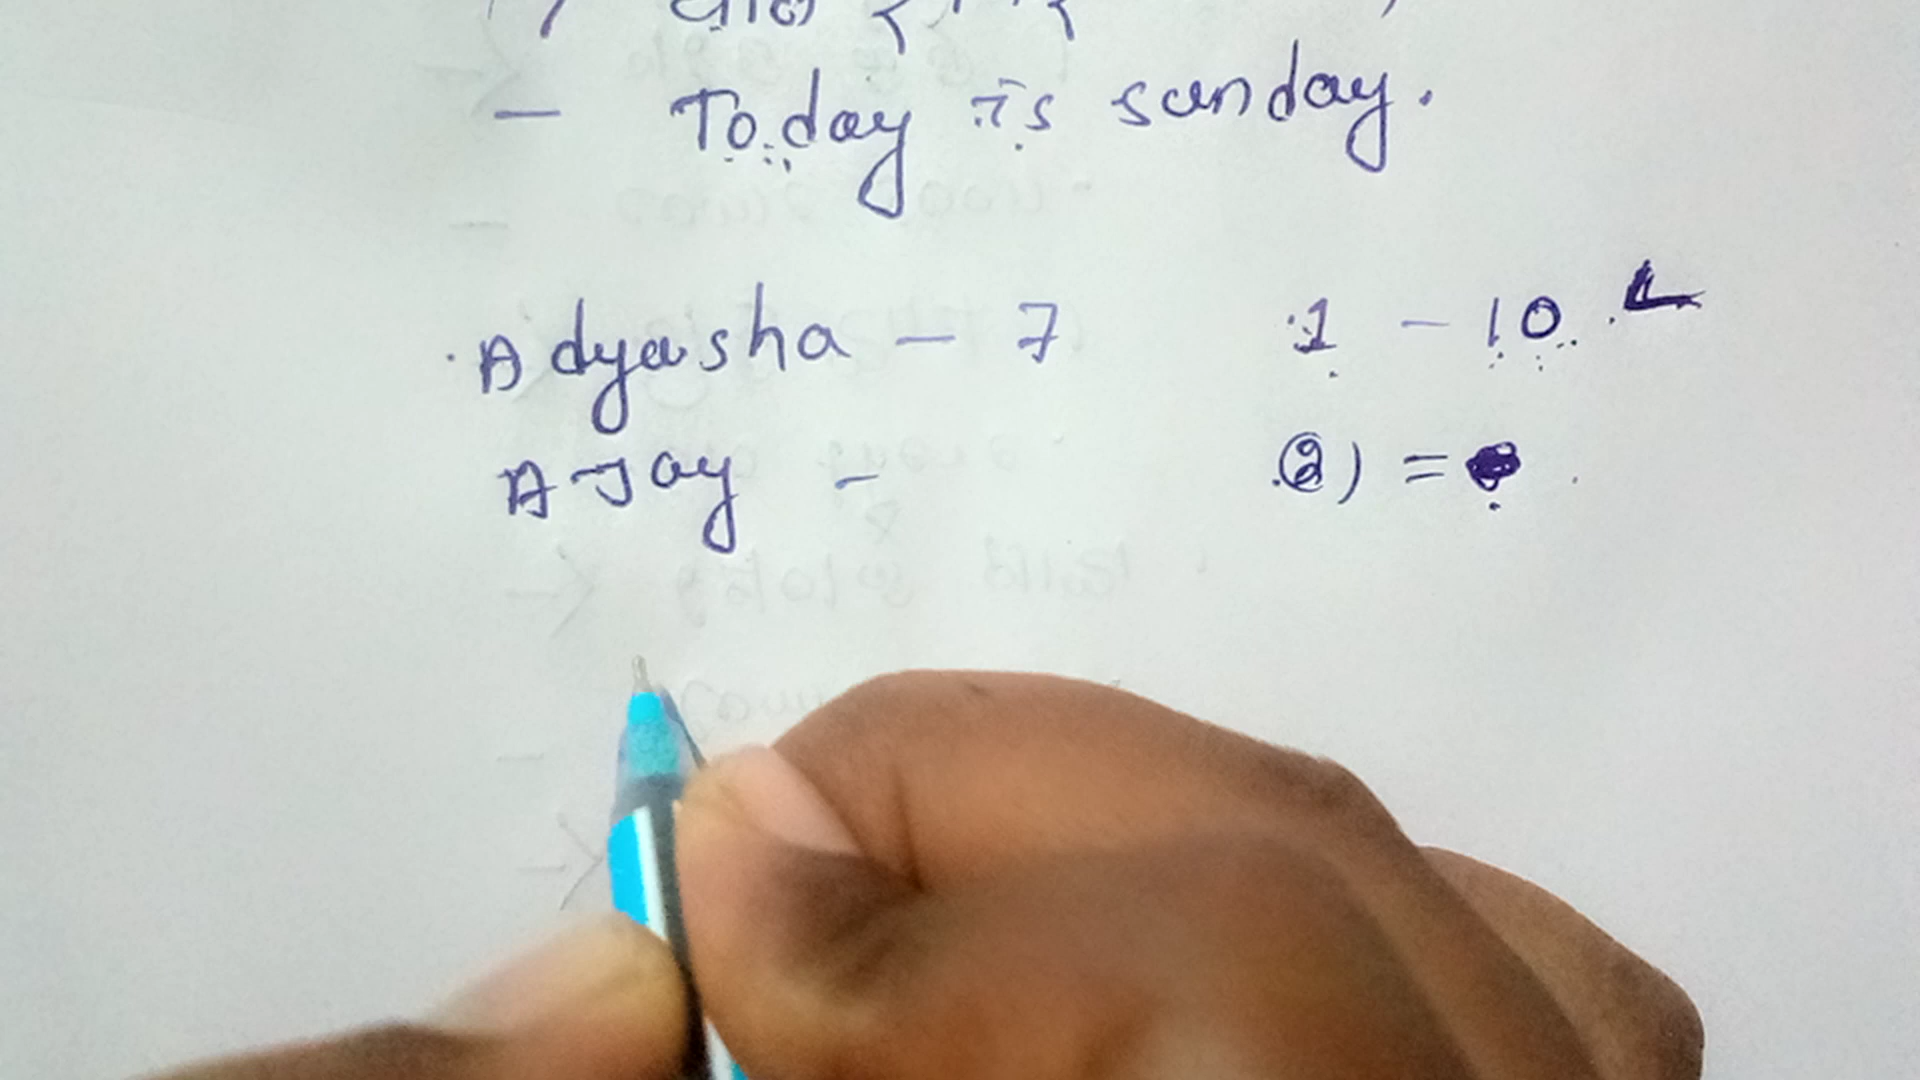 - Today is sunday.
Adyasha - 7 1 - 10
AJay - 2) =